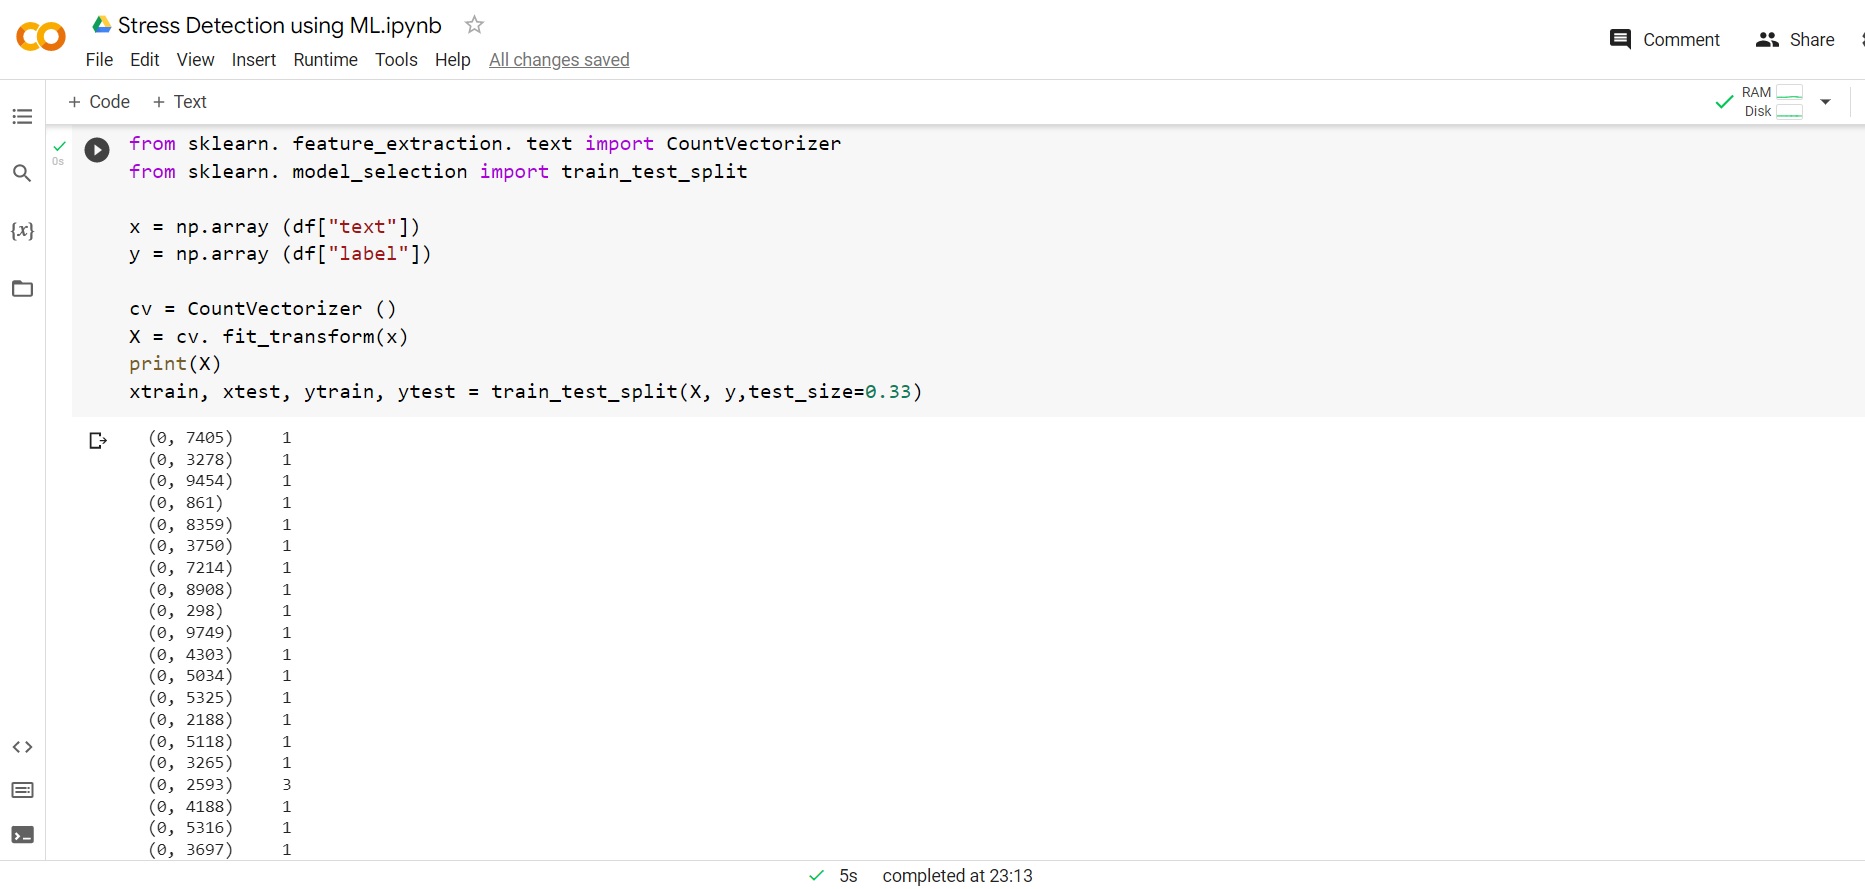 Stress Detection using ML.ipynb
File Edit View Insert Runtime Tools Help All changes saved
Comment Share
+ Code + Text
RAM
Disk
0s
from sklearn. feature_extraction. text import CountVectorizer
from sklearn. model_selection import train_test_split
x = np.array (df["text"])
y = np.array (df["label"])
cv = CountVectorizer ()
X = cv. fit_transform(x)
print(X)
xtrain, xtest, ytrain, ytest = train_test_split(X, y,test_size=0.33)
{x}
(0, 7405) 1
(0, 3278) 1
(0, 9454) 1
(0, 861) 1
(0, 8359) 1
(0, 3750) 1
(0, 7214) 1
(0, 8908) 1
(0, 298) 1
(0, 9749) 1
(0, 4303) 1
(0, 5034) 1
(0, 5325) 1
(0, 2188) 1
(0, 5118) 1
(0, 3265) 1
(0, 2593) 3
(0, 4188) 1
(0, 5316) 1
(0, 3697) 1
5s completed at 23:13